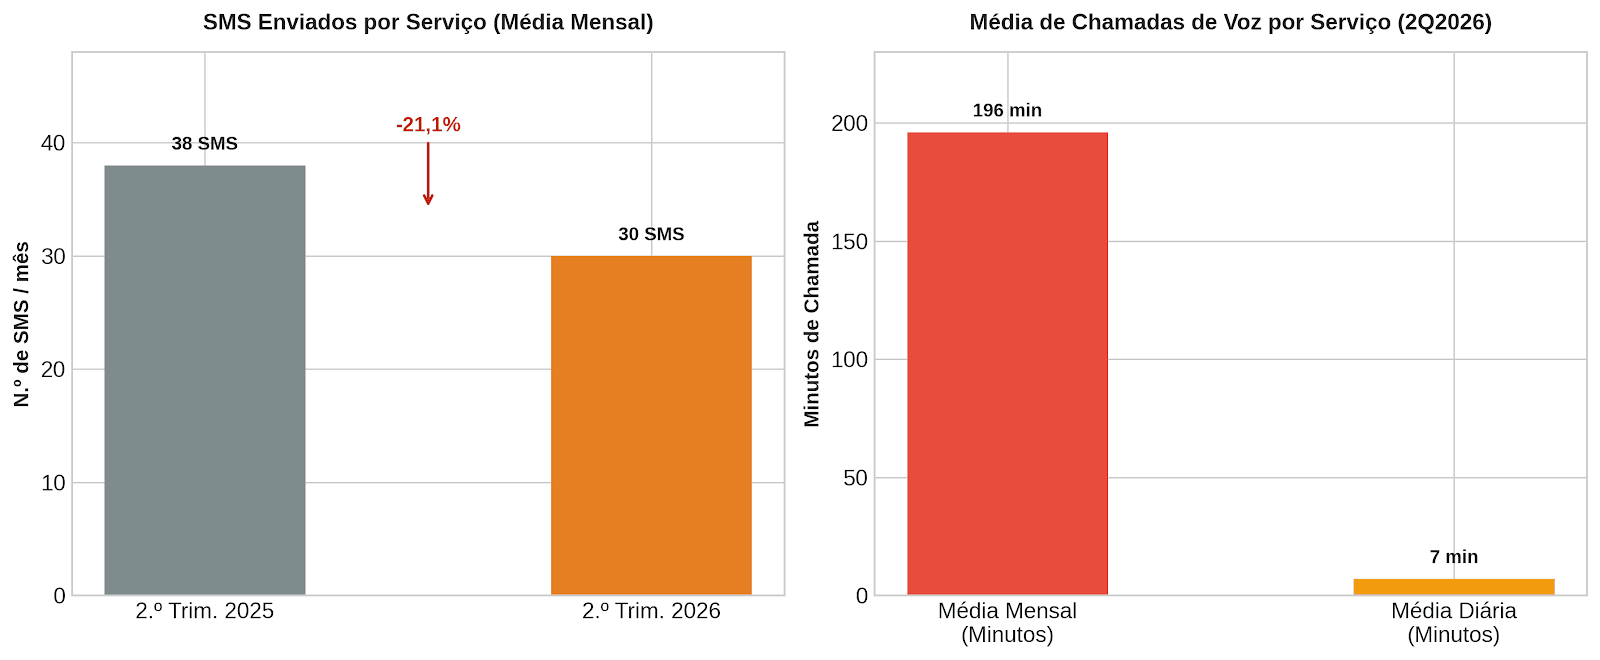 SMS Enviados por Serviço (Média Mensal)
N.º de SMS / mês
40
30
20
10
0
38 SMS
-21,1%
30 SMS
2.º Trim. 2025
2.º Trim. 2026
Média de Chamadas de Voz por Serviço (2Q2026)
Minutos de Chamada
200
150
100
50
0
196 min
7 min
Média Mensal
(Minutos)
Média Diária
(Minutos)